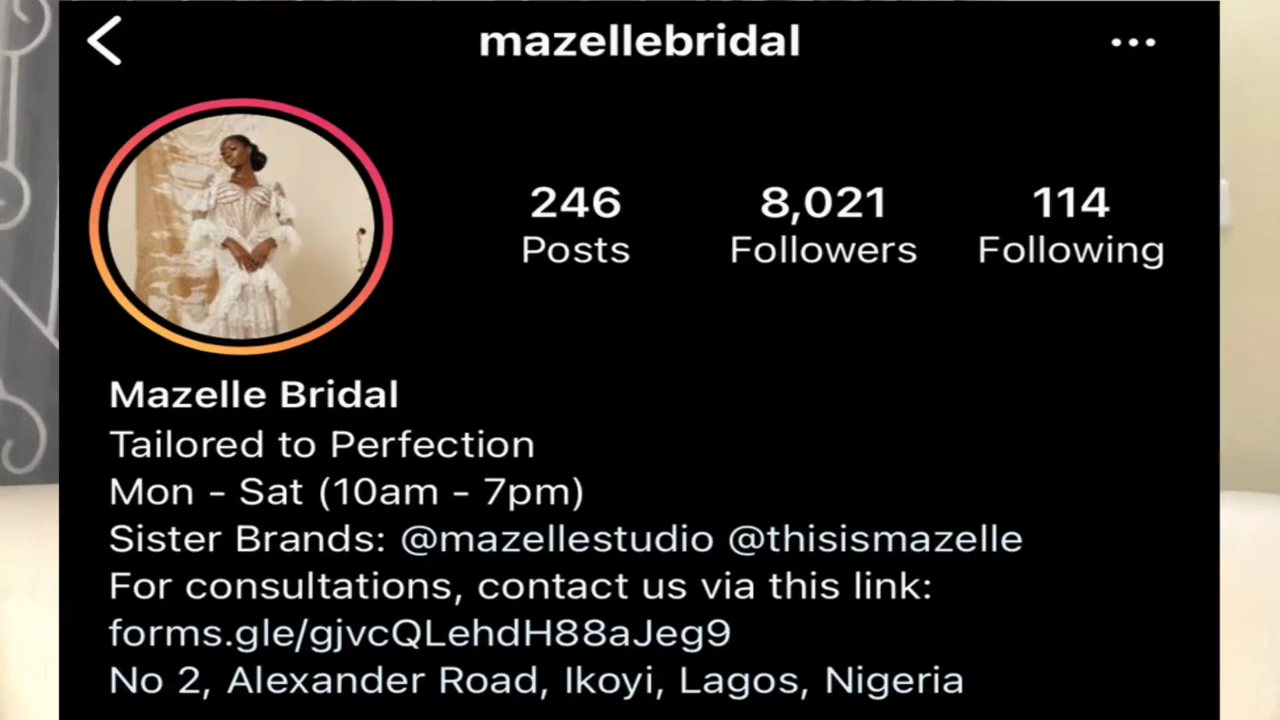 mazellebridal
246 8,021 114
Posts Followers Following
Mazelle Bridal
Tailored to Perfection
Mon - Sat (10am - 7pm)
Sister Brands: @mazellestudio @thisismazelle
For consultations, contact us via this link:
forms.gle/gjvcQLehdH88aJeg9
No 2, Alexander Road, Ikoyi, Lagos, Nigeria